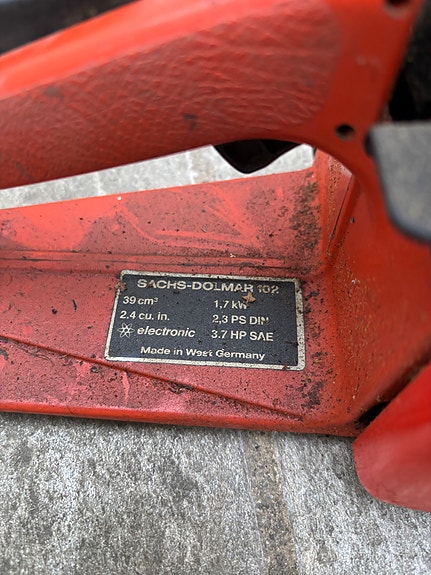 SACHS-DOLMAR 102
39 cm³ 1,7 kW
2.4 cu. in. 2,3 PS DIN
electronic 3.7 HP SAE
Made in West Germany